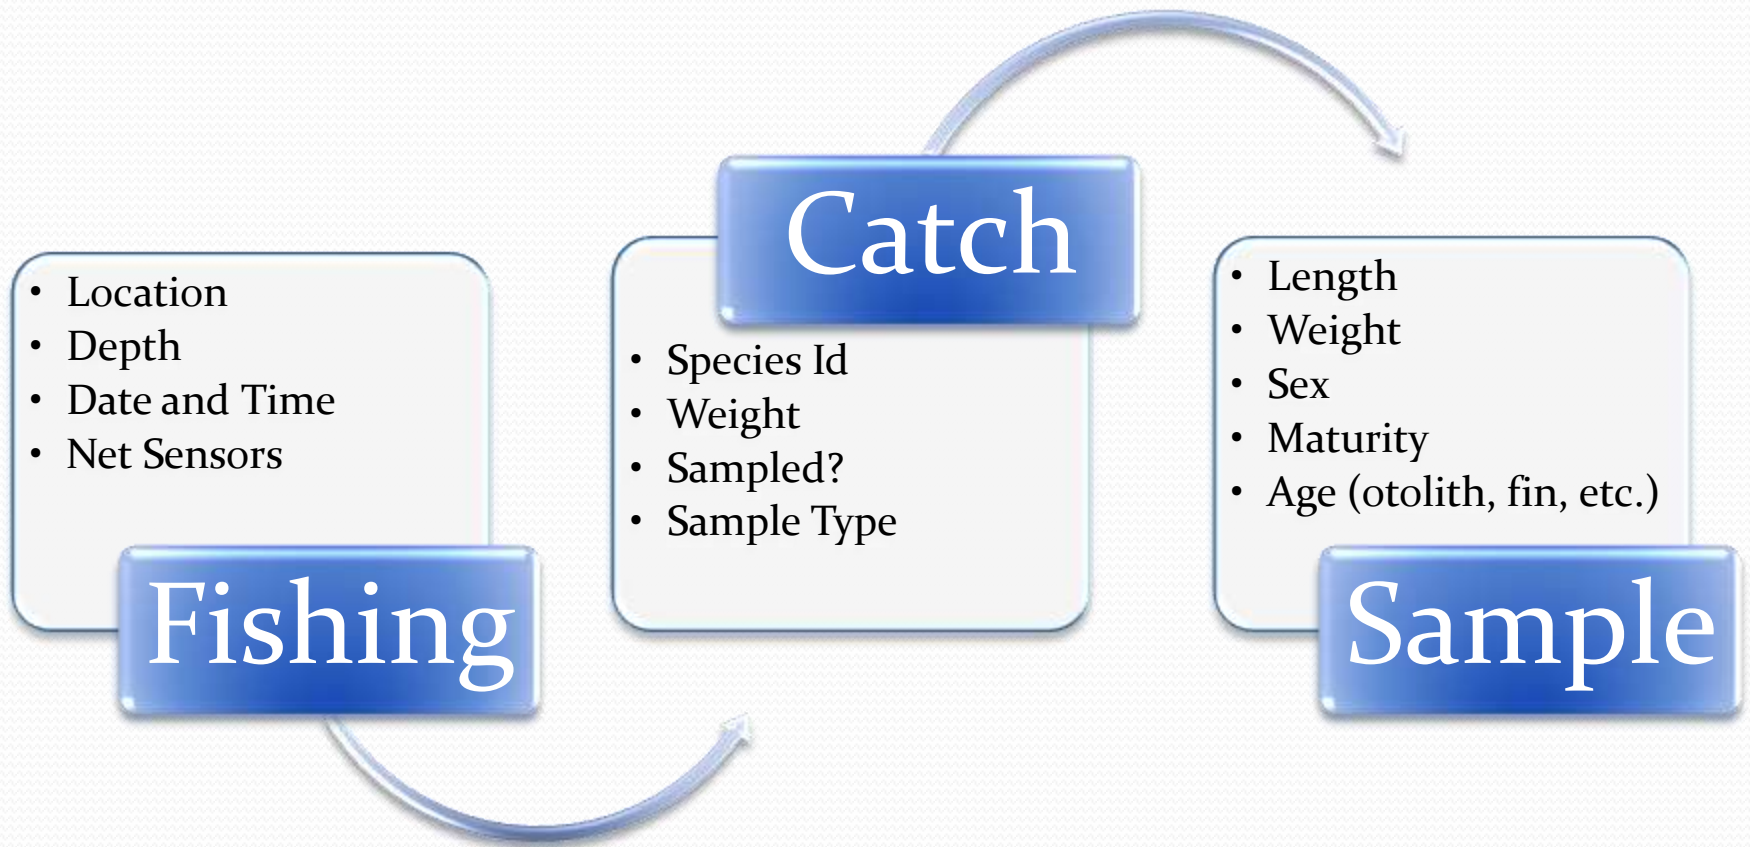 • Location
• Depth
• Date and Time
• Net Sensors
Fishing
Catch
• Species Id
• Weight
• Sampled?
• Sample Type
• Length
• Weight
• Sex
• Maturity
• Age (otolith, fin, etc.)
Sample